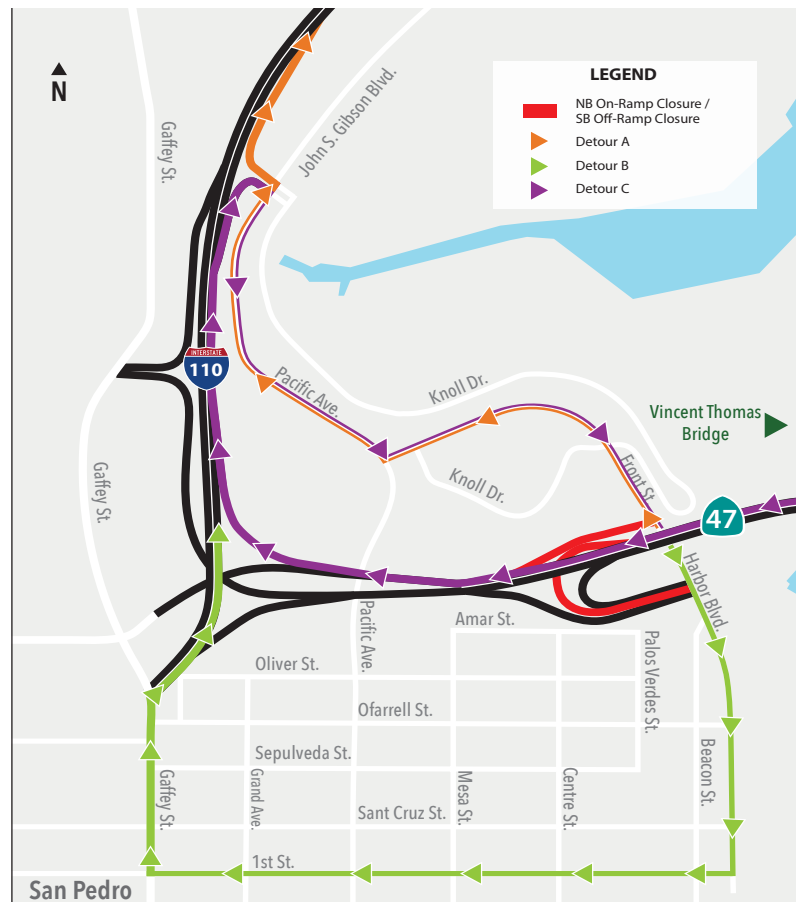 N
LEGEND
NB On-Ramp Closure /
SB Off-Ramp Closure
Detour A
Detour B
Detour C
Gaffey St.
John S. Gibson Blvd.
INTERSTATE
110
Pacific Ave.
Knoll Dr.
Vincent Thomas
Bridge
Gaffey St.
Knoll Dr.
Front St.
47
Harbor Blvd.
Pacific Ave.
Amar St.
Palos Verdes St.
Oliver St.
Ofarrell St.
Sepulveda St.
Gaffey St.
Grand Ave.
Mesa St.
Centre St.
Beacon St.
Sant Cruz St.
1st St.
San Pedro